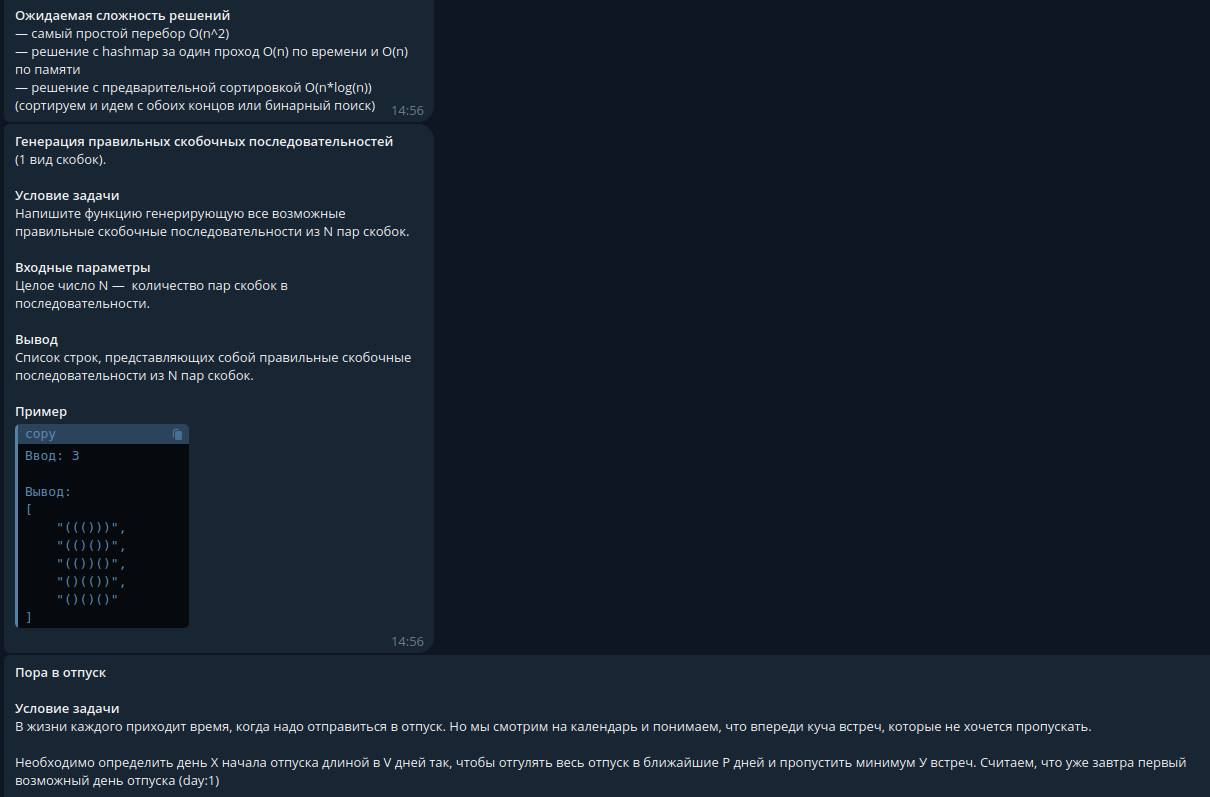 Ожидаемая сложность решений
— самый простой перебор O(n^2)
— решение с hashmap за один проход O(n) по времени и O(n)
по памяти
— решение с предварительной сортировкой O(n*log(n))
(сортируем и идем с обоих концов или бинарный поиск)
14:56
Генерация правильных скобочных последовательностей
(1 вид скобок).
Условие задачи
Напишите функцию генерирующую все возможные
правильные скобочные последовательности из N пар скобок.
Входные параметры
Целое число N — количество пар скобок в
последовательности.
Вывод
Список строк, представляющих собой правильные скобочные
последовательности из N пар скобок.
Пример
copy
Ввод: 3
Вывод:
[
"((()))",
"(()())",
"(())()",
"()(())",
"()()()"
]
14:56
Пора в отпуск
Условие задачи
В жизни каждого приходит время, когда надо отправиться в отпуск. Но мы смотрим на календарь и понимаем, что впереди куча встреч, которые не хочется пропускать.
Необходимо определить день X начала отпуска длиной в V дней так, чтобы отгулять весь отпуск в ближайшие P дней и пропустить минимум У встреч. Считаем, что уже завтра первый
возможный день отпуска (day:1)